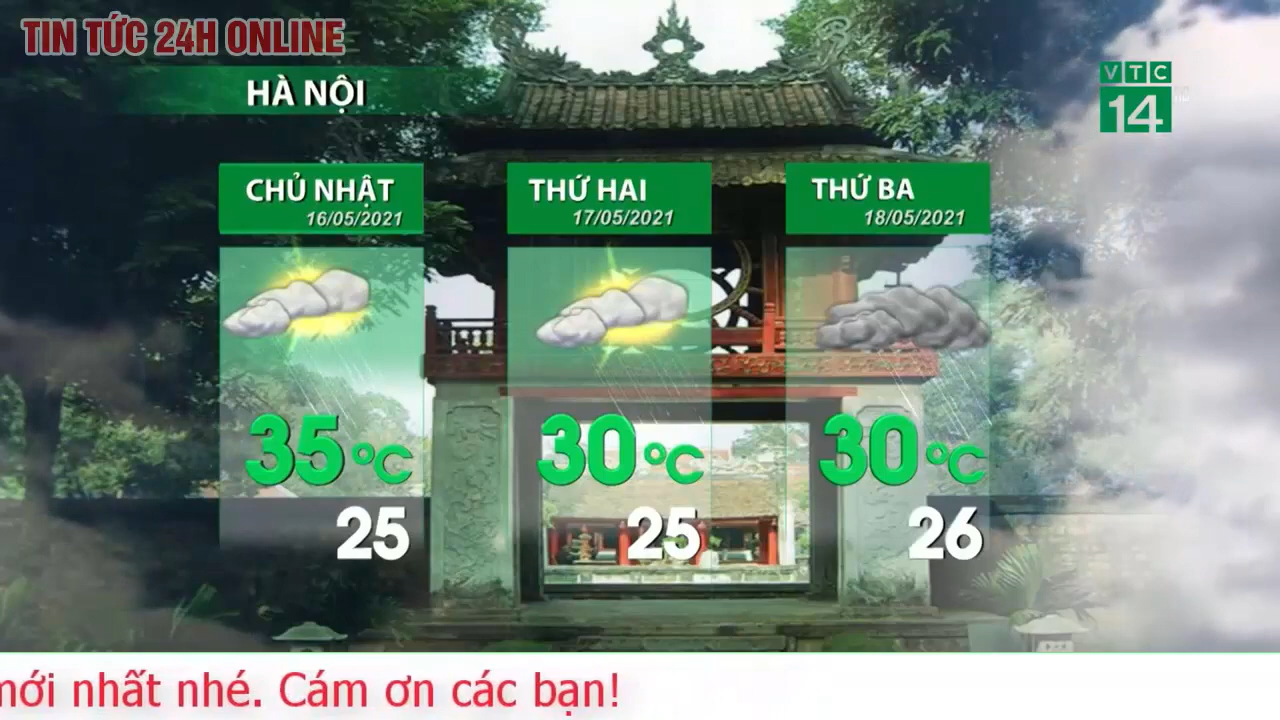 TIN TỨC 24H ONLINE
HÀ NỘI
VTC
14
CHỦ NHẬT
16/05/2021
THỨ HAI
17/05/2021
THỨ BA
18/05/2021
35°C
30°C
30°C
25
25
26
mới nhất nhé. Cám ơn các bạn!